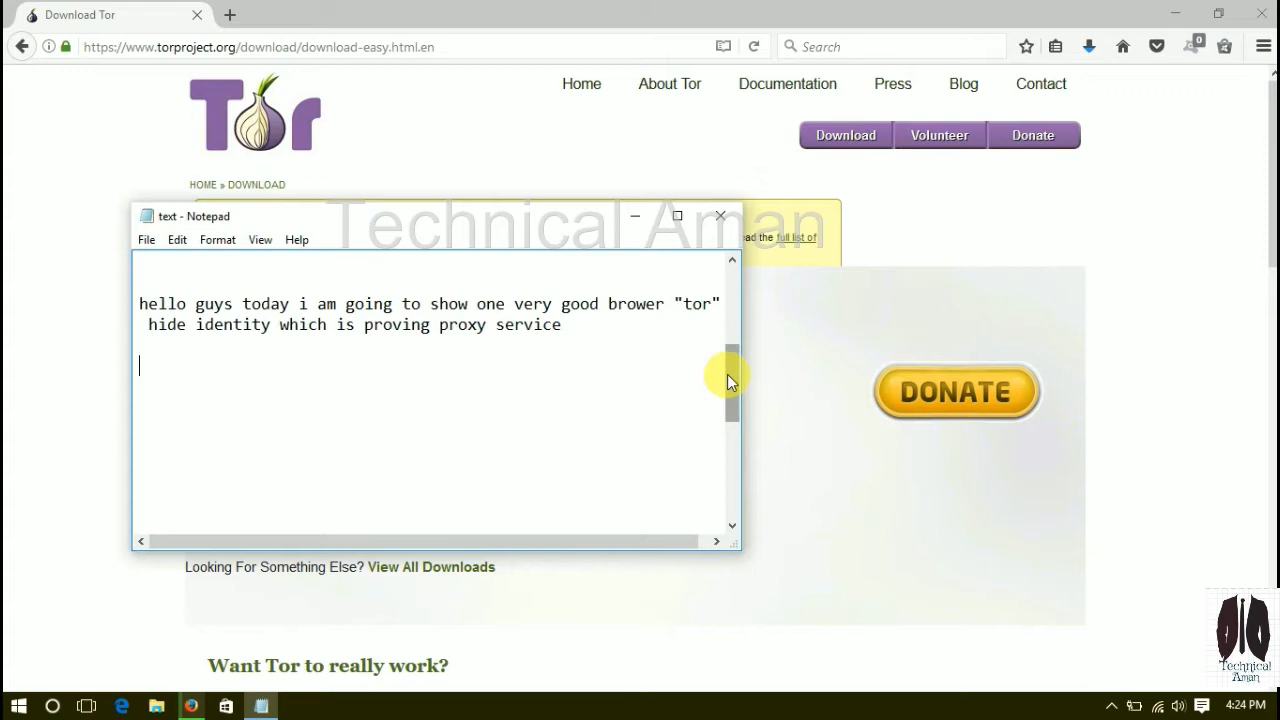 Download Tor
https://www.torproject.org/download/download-easy.html.en
Search
0
Tor
Home About Tor Documentation Press Blog Contact
Download Volunteer Donate
HOME » DOWNLOAD
text - Notepad
Technical Aman
File Edit Format View Help
the full list of
hello guys today i am going to show one very good brower "tor"
hide identity which is proving proxy service
DONATE
Looking For Something Else? View All Downloads
Want Tor to really work?
Technical
Aman
4:24 PM